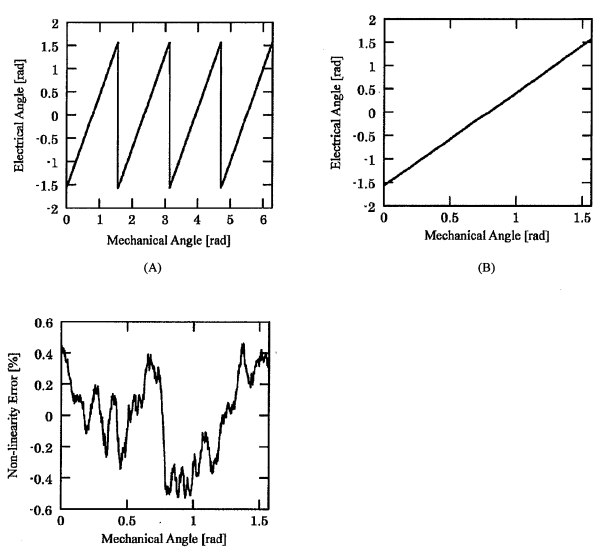 2
1.5
1
0.5
0
-0.5
-1
-1.5
-2
Electrical Angle [rad]
0 1 2 3 4 5 6
Mechanical Angle [rad]
(A)
2
1.5
1
0.5
0
-0.5
-1
-1.5
-2
Electrical Angle [rad]
0 0.5 1 1.5
Mechanical Angle [rad]
(B)
0.6
0.4
0.2
0
-0.2
-0.4
-0.6
Non-linearity Error [%]
0 0.5 1 1.5
Mechanical Angle [rad]